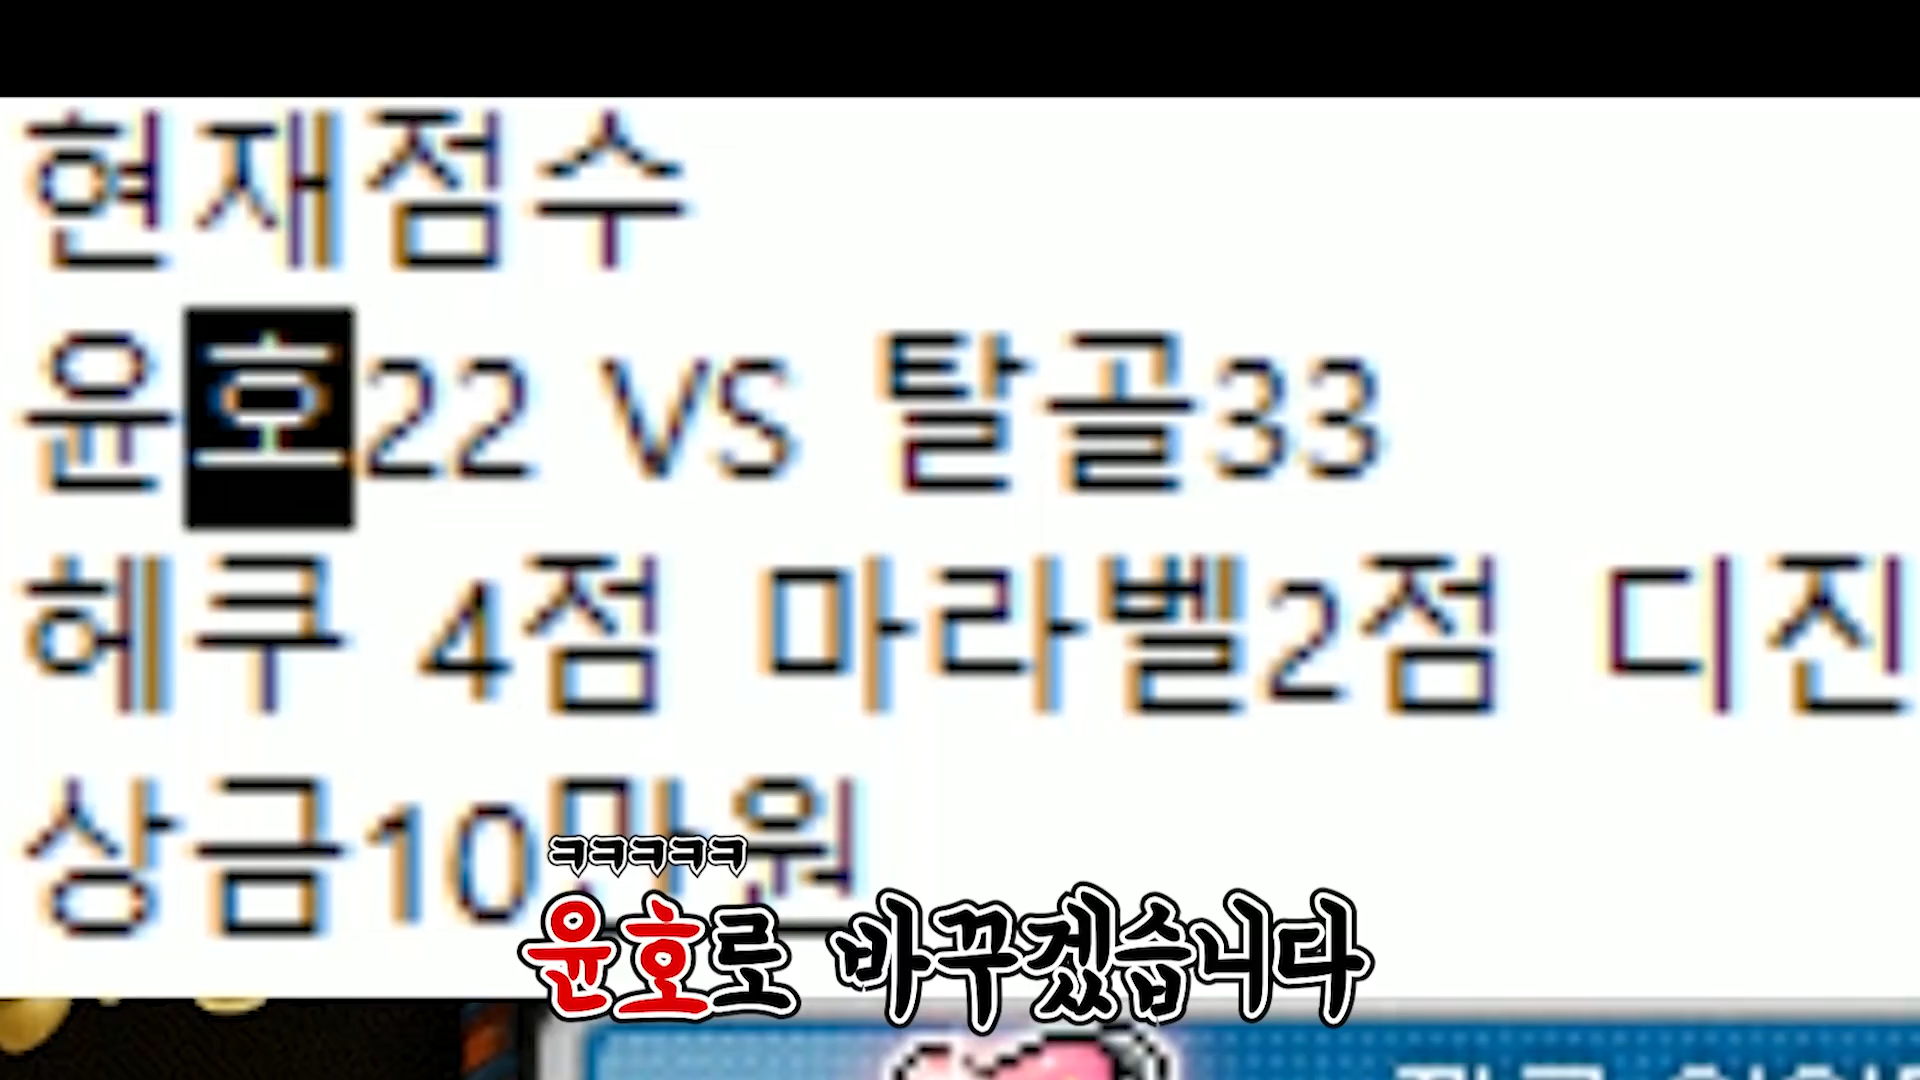 현재점수
윤호22 VS 탈골33
헤쿠 4점 마라벨2점 디진
상금10만원
ㅋㅋㅋㅋㅋ
윤호로 바꾸겠습니다